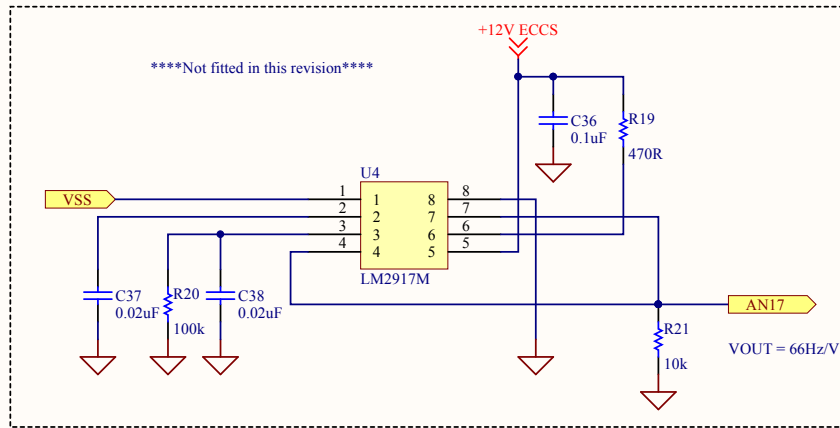 +12V ECCS
****Not fitted in this revision****
C36
0.1uF
R19
470R
U4
VSS
1 1 8 8
2 2 7 7
3 3 6 6
4 4 5 5
LM2917M
C37
0.02uF
R20
100k
C38
0.02uF
AN17
R21
10k
VOUT = 66Hz/V